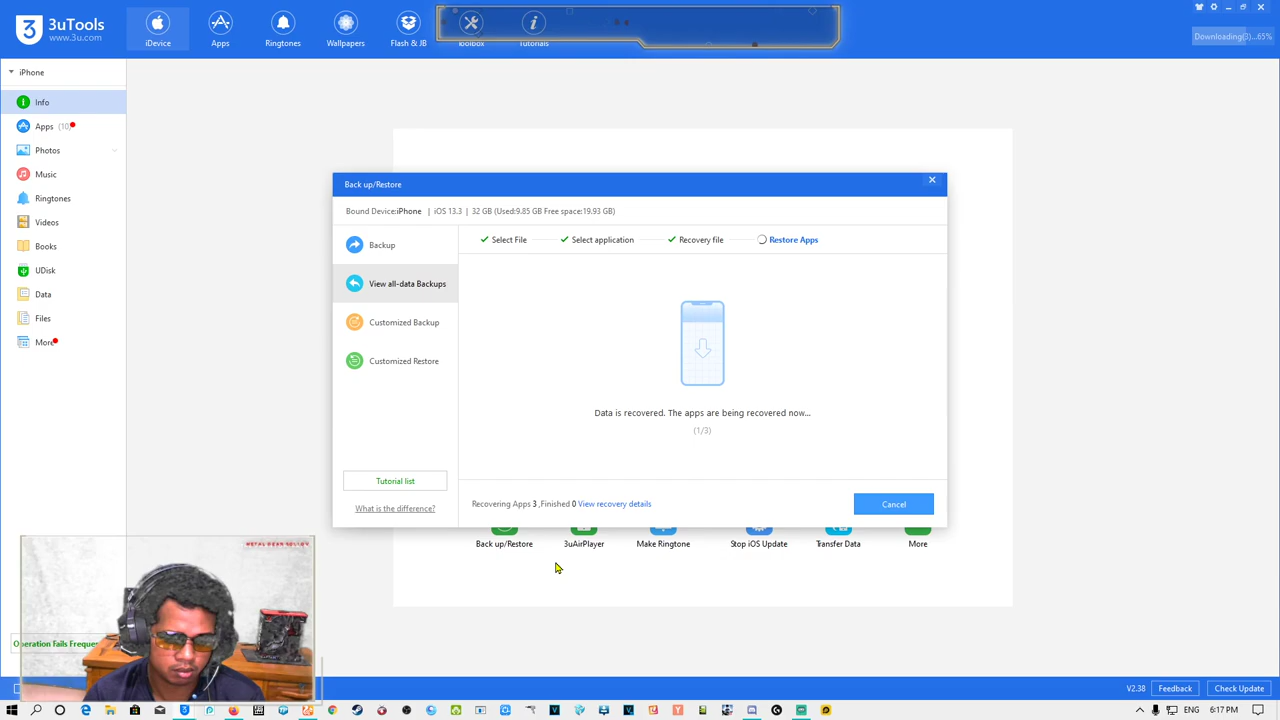 3uTools
www.3u.com
iDevice
Apps
Ringtones
Wallpapers
Flash & JB
Toolbox
Tutorials
Downloading(3)...65%
iPhone
Info
Apps (10)
Photos
Music
Ringtones
Videos
Books
UDisk
Data
Files
More
Back up/Restore
Bound Device:iPhone | iOS 13.3 | 32 GB (Used:9.85 GB Free space:19.93 GB)
Backup
View all-data Backups
Customized Backup
Customized Restore
Tutorial list
What is the difference?
Select File
Select application
Recovery file
Restore Apps
Data is recovered. The apps are being recovered now...
(1/3)
Recovering Apps 3 ,Finished 0 View recovery details
Cancel
Back up/Restore
3uAirPlayer
Make Ringtone
Stop iOS Update
Transfer Data
More
METAL GEAR SOLID V
Operation Fails Freque
V2.38
Feedback
Check Update
ENG
6:17 PM